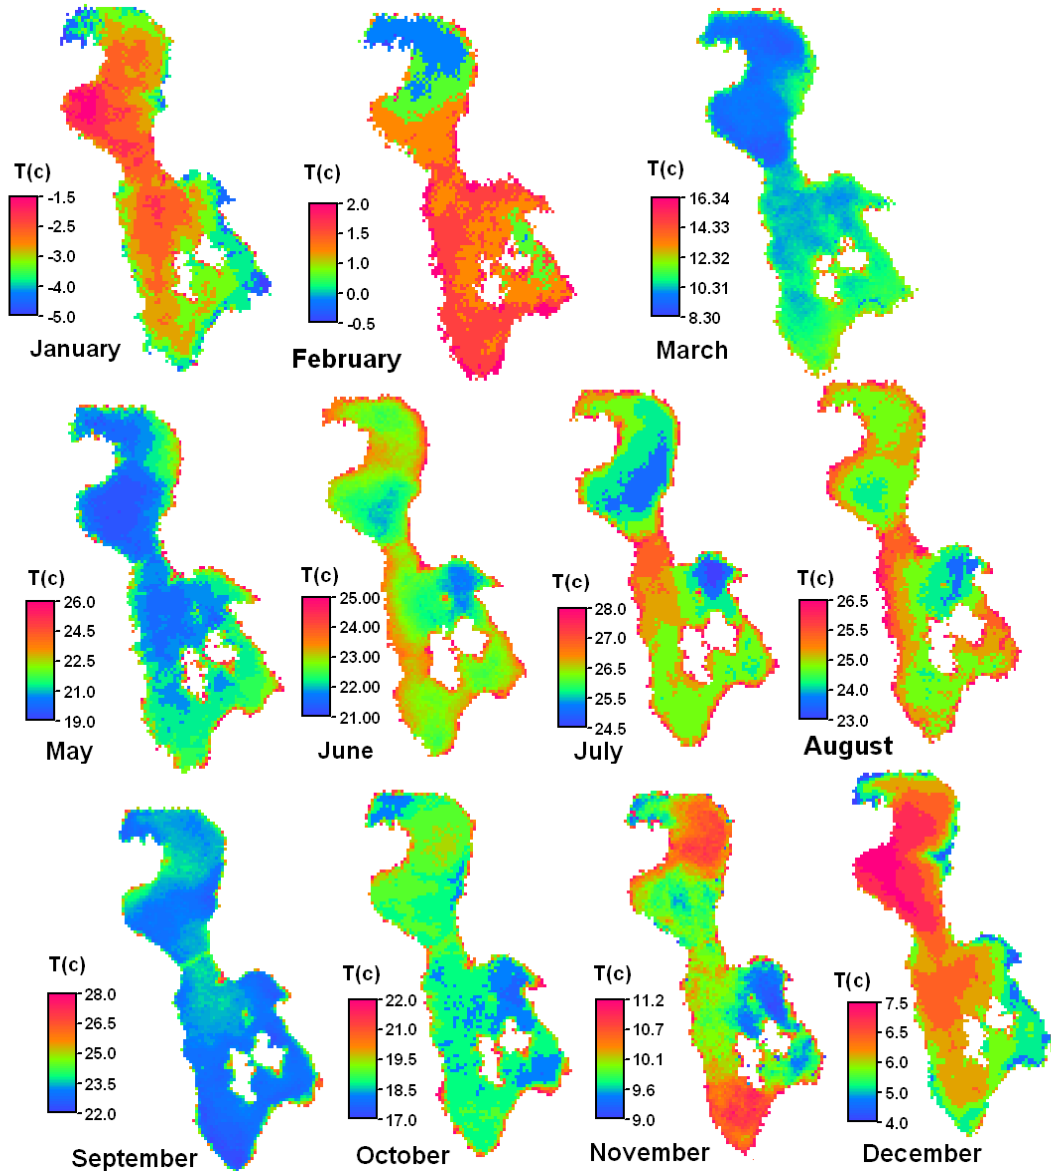 T(c)
-1.5
-2.0
-3.0
-4.0
-5.0
January
T(c)
2.0
1.5
1.0
0.0
-0.5
February
T(c)
16.34
14.33
12.32
10.31
8.30
March
T(c)
26.0
24.5
22.5
21.0
19.0
May
T(c)
25.00
24.00
23.00
22.00
21.00
June
T(c)
28.0
27.0
26.5
25.5
24.5
July
T(c)
26.5
25.5
25.0
24.0
23.0
August
T(c)
28.0
26.5
25.0
23.5
22.0
September
T(c)
22.0
21.0
19.5
18.5
17.0
October
T(c)
11.2
10.7
10.1
9.6
9.0
November
T(c)
7.5
6.5
6.0
5.0
4.0
December